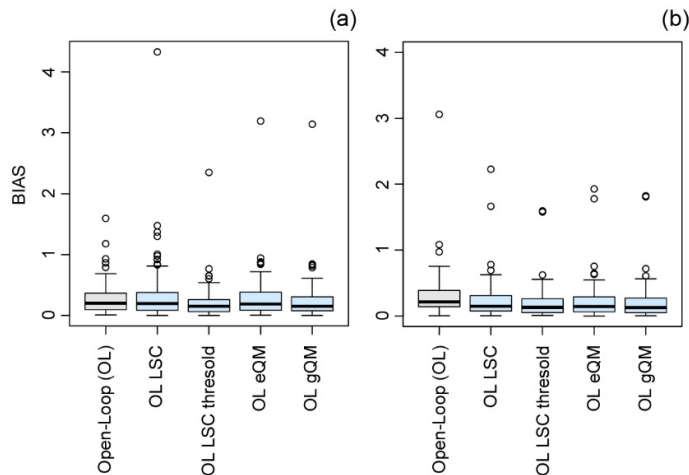 (a)
(b)
BIAS
4
3
2
1
0
4
3
2
1
0
Open-Loop (OL)
OL LSC
OL LSC thresold
OL eQM
OL gQM
Open-Loop (OL)
OL LSC
OL LSC thresold
OL eQM
OL gQM